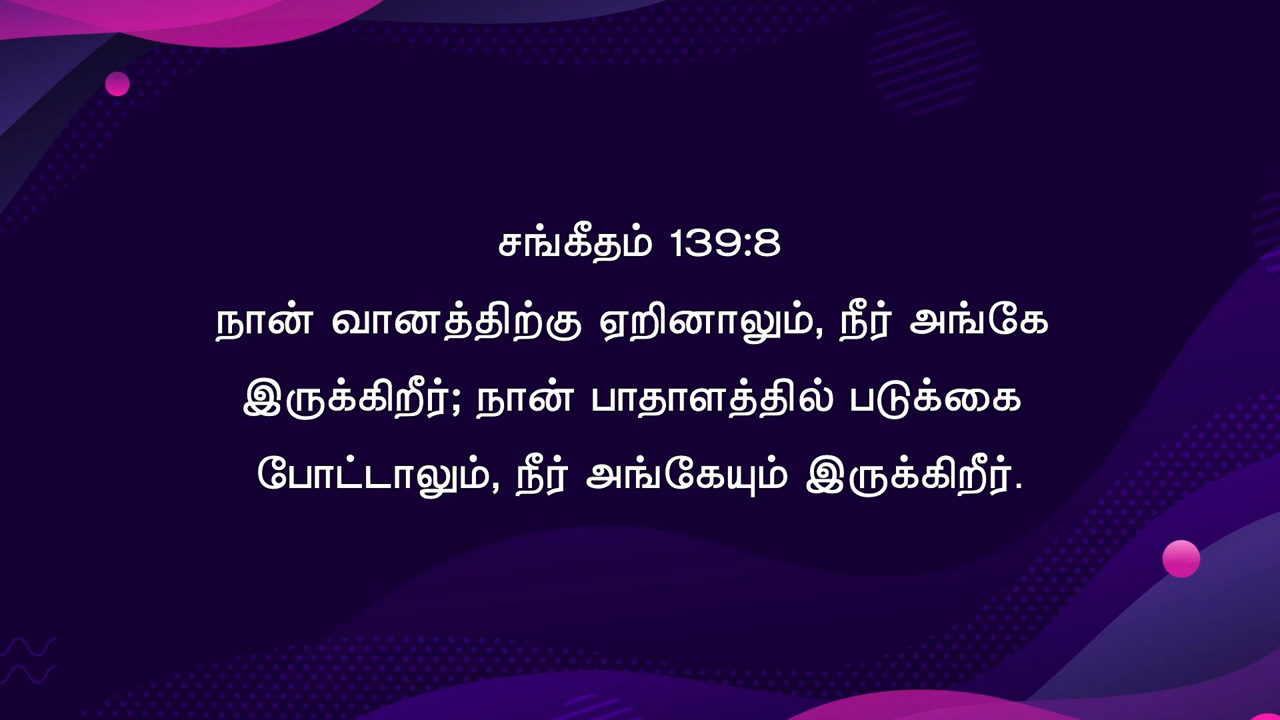 சங்கீதம் 139:8
நான் வானத்திற்கு ஏறினாலும், நீர் அங்கே
இருக்கிறீர்; நான் பாதாளத்தில் படுக்கை
போட்டாலும், நீர் அங்கேயும் இருக்கிறீர்.